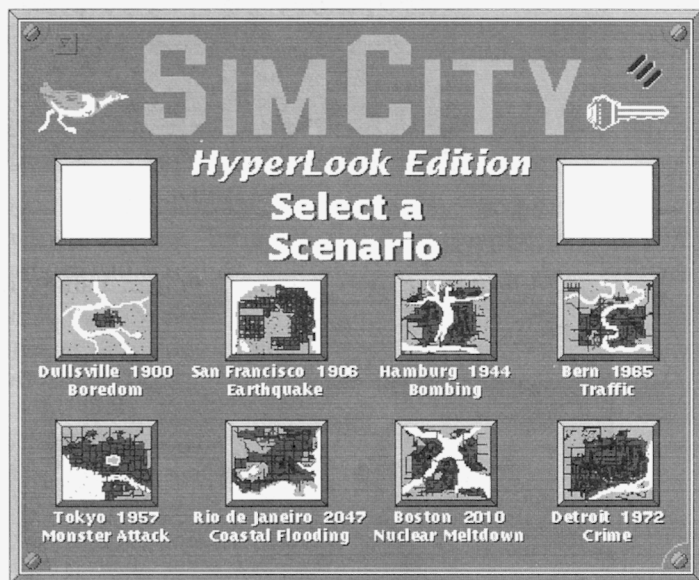 SIMCITY
HyperLook Edition
Select a
Scenario
Dullsville 1900 San Francisco 1906 Hamburg 1944 Bern 1965
Boredom Earthquake Bombing Traffic
Tokyo 1957 Rio de Janeiro 2047 Boston 2010 Detroit 1972
Monster Attack Coastal Flooding Nuclear Meltdown Crime